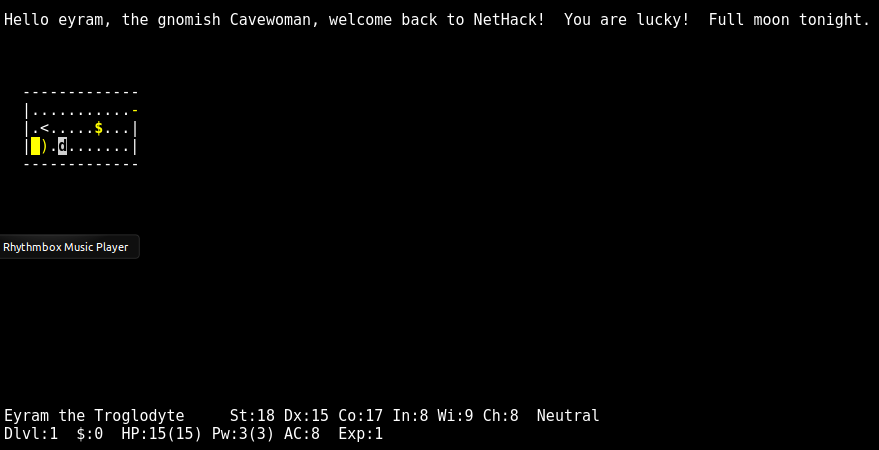 Hello eyram, the gnomish Cavewoman, welcome back to NetHack!  You are lucky!  Full moon tonight.
-------------
|...........-
|.<.....$...|
| ).d.......|
-------------
Rhythmbox Music Player
Eyram the Troglodyte     St:18 Dx:15 Co:17 In:8 Wi:9 Ch:8  Neutral
Dlvl:1  $:0  HP:15(15) Pw:3(3) AC:8  Exp:1